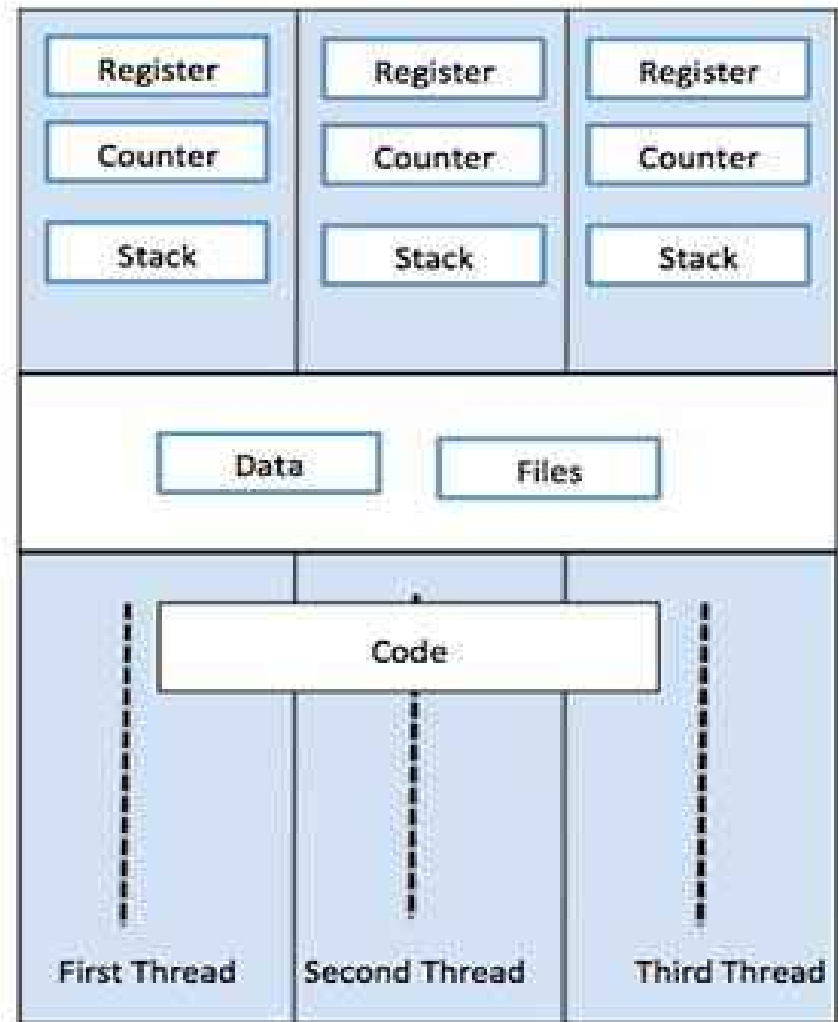 Register Register Register
Counter Counter Counter
Stack Stack Stack
Data Files
Code
First Thread Second Thread Third Thread